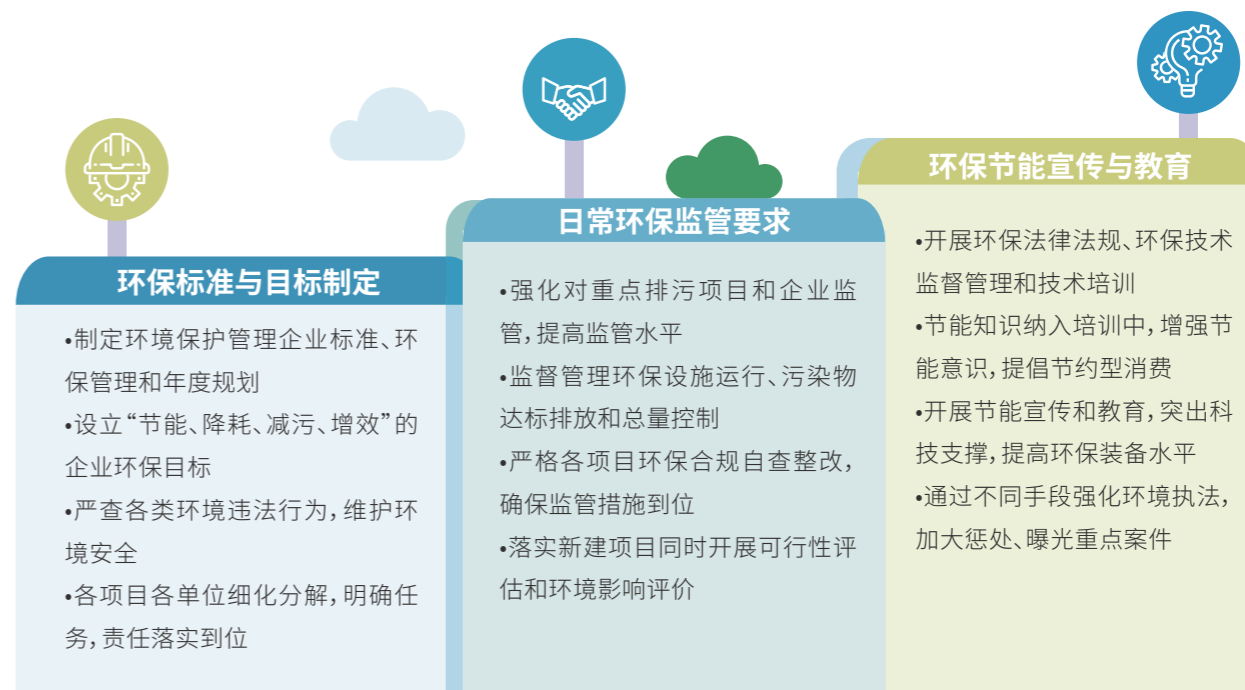 环保标准与目标制定
•制定环境保护管理企业标准、环
保管理和年度规划
•设立“节能、降耗、减污、增效”的
企业环保目标
•严查各类环境违法行为，维护环
境安全
•各项目各单位细化分解，明确任
务，责任落实到位
日常环保监管要求
•强化对重点排污项目和企业监
管，提高监管水平
•监督管理环保设施运行、污染物
达标排放和总量控制
•严格各项目环保合规自查整改，
确保监管措施到位
•落实新建项目同时开展可行性评
估和环境影响评价
环保节能宣传与教育
•开展环保法律法规、环保技术
监督管理和技术培训
•节能知识纳入培训中，增强节
能意识，提倡节约型消费
•开展节能宣传和教育，突出科
技支撑，提高环保装备水平
•通过不同手段强化环境执法，
加大惩处、曝光重点案件